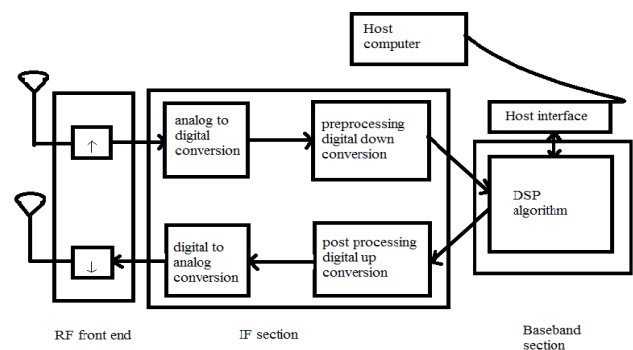 Host
computer
analog to
digital
conversion
preprocessing
digital down
conversion
Host interface
↑
DSP
algorithm
digital to
analog
conversion
post processing
digital up
conversion
↓
RF front end
IF section
Baseband
section